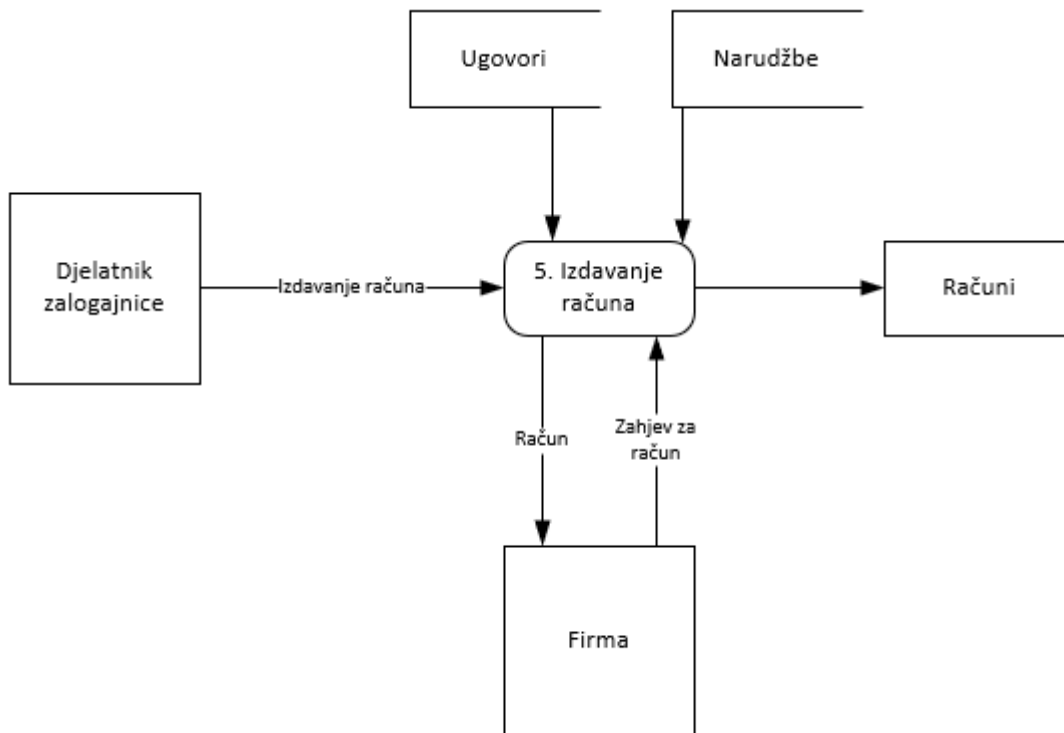 Ugovori
Narudžbe
Djelatnik
zalogajnice
Izdavanje računa
5. Izdavanje
računa
Računi
Račun
Zahjev za
račun
Firma